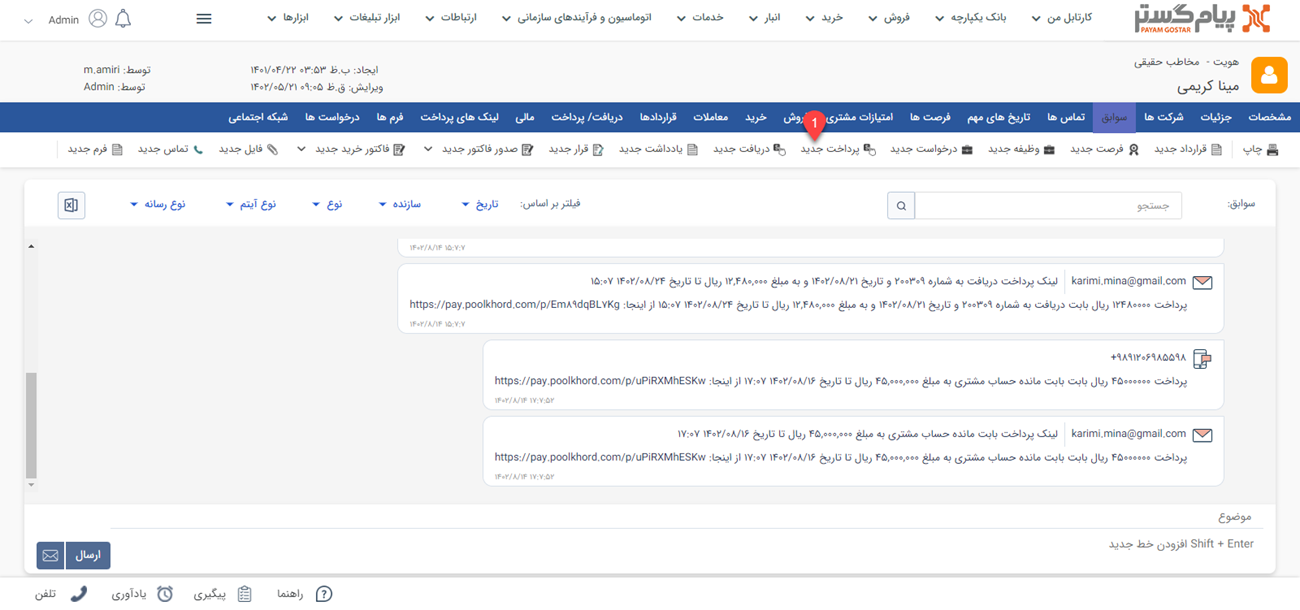 پیام گستر
PAYAM GOSTAR
کارتابل من
بانک یکپارچه
فروش
خرید
انبار
خدمات
ارتباطات
اتوماسیون و فرآیندهای سازمانی
ابزار تبلیغات
ابزارها
Admin
هویت - مخاطب حقیقی
مینا کریمی
ایجاد: ب.ظ ۰۳:۵۳ ۱۴۰۱/۰۴/۲۲
توسط: m.amiri
ویرایش: ق.ظ ۰۹:۰۵ ۱۴۰۲/۰۵/۲۱
توسط: Admin
مشخصات
جزئیات
شرکت ها
سوابق
تماس ها
تاریخ های مهم
فرصت ها
امتیازات مشتری
1
خرید
معاملات
قراردادها
دریافت/ پرداخت
مالی
لینک های پرداخت
فرم ها
درخواست ها
شبکه اجتماعی
چاپ
قرارداد جدید
فرصت جدید
وظیفه جدید
درخواست جدید
پرداخت جدید
دریافت جدید
یادداشت جدید
قرار جدید
صدور فاکتور جدید
فاکتور خرید جدید
فایل جدید
تماس جدید
فرم جدید
سوابق:
جستجو
فیلتر بر اساس:
تاریخ
سازنده
نوع
نوع آیتم
نوع رسانه
۱۴۰۲/۸/۱۴ ۱۵:۷:۷
karimi.mina@gmail.com لینک پرداخت دریافت به شماره ۲۰۰۳۰۹ و تاریخ ۱۴۰۲/۰۸/۲۱ و به مبلغ ۱۲,۴۸۰,۰۰۰ ریال تا تاریخ ۱۴۰۲/۰۸/۲۴ ۱۵:۰۷
پرداخت ۱۲۴۸۰۰۰۰ ریال بابت دریافت به شماره ۲۰۰۳۰۹ و تاریخ ۱۴۰۲/۰۸/۲۱ و به مبلغ ۱۲,۴۸۰,۰۰۰ ریال تا تاریخ ۱۴۰۲/۰۸/۲۴ ۱۵:۰۷ از اینجا: https://pay.poolkhord.com/p/Em۸۹dqBL۷Kg
۱۴۰۲/۸/۱۴ ۱۵:۷:۷
+۹۸۹۱۲۰۶۹۸۵۵۹۸
پرداخت ۴۵۰۰۰۰۰۰ ریال بابت بابت مانده حساب مشتری به مبلغ ۴۵,۰۰۰,۰۰۰ ریال تا تاریخ ۱۴۰۲/۰۸/۱۶ ۱۷:۰۷ از اینجا: https://pay.poolkhord.com/p/uPiRXMhESKw
۱۴۰۲/۸/۱۴ ۱۷:۷:۵۲
karimi.mina@gmail.com لینک پرداخت بابت مانده حساب مشتری به مبلغ ۴۵,۰۰۰,۰۰۰ ریال تا تاریخ ۱۴۰۲/۰۸/۱۶ ۱۷:۰۷
پرداخت ۴۵۰۰۰۰۰۰ ریال بابت بابت مانده حساب مشتری به مبلغ ۴۵,۰۰۰,۰۰۰ ریال تا تاریخ ۱۴۰۲/۰۸/۱۶ ۱۷:۰۷ از اینجا: https://pay.poolkhord.com/p/uPiRXMhESKw
۱۴۰۲/۸/۱۴ ۱۷:۷:۵۲
موضوع
Shift + Enter افزودن خط جدید
ارسال
راهنما
پیگیری
یادآوری
تلفن